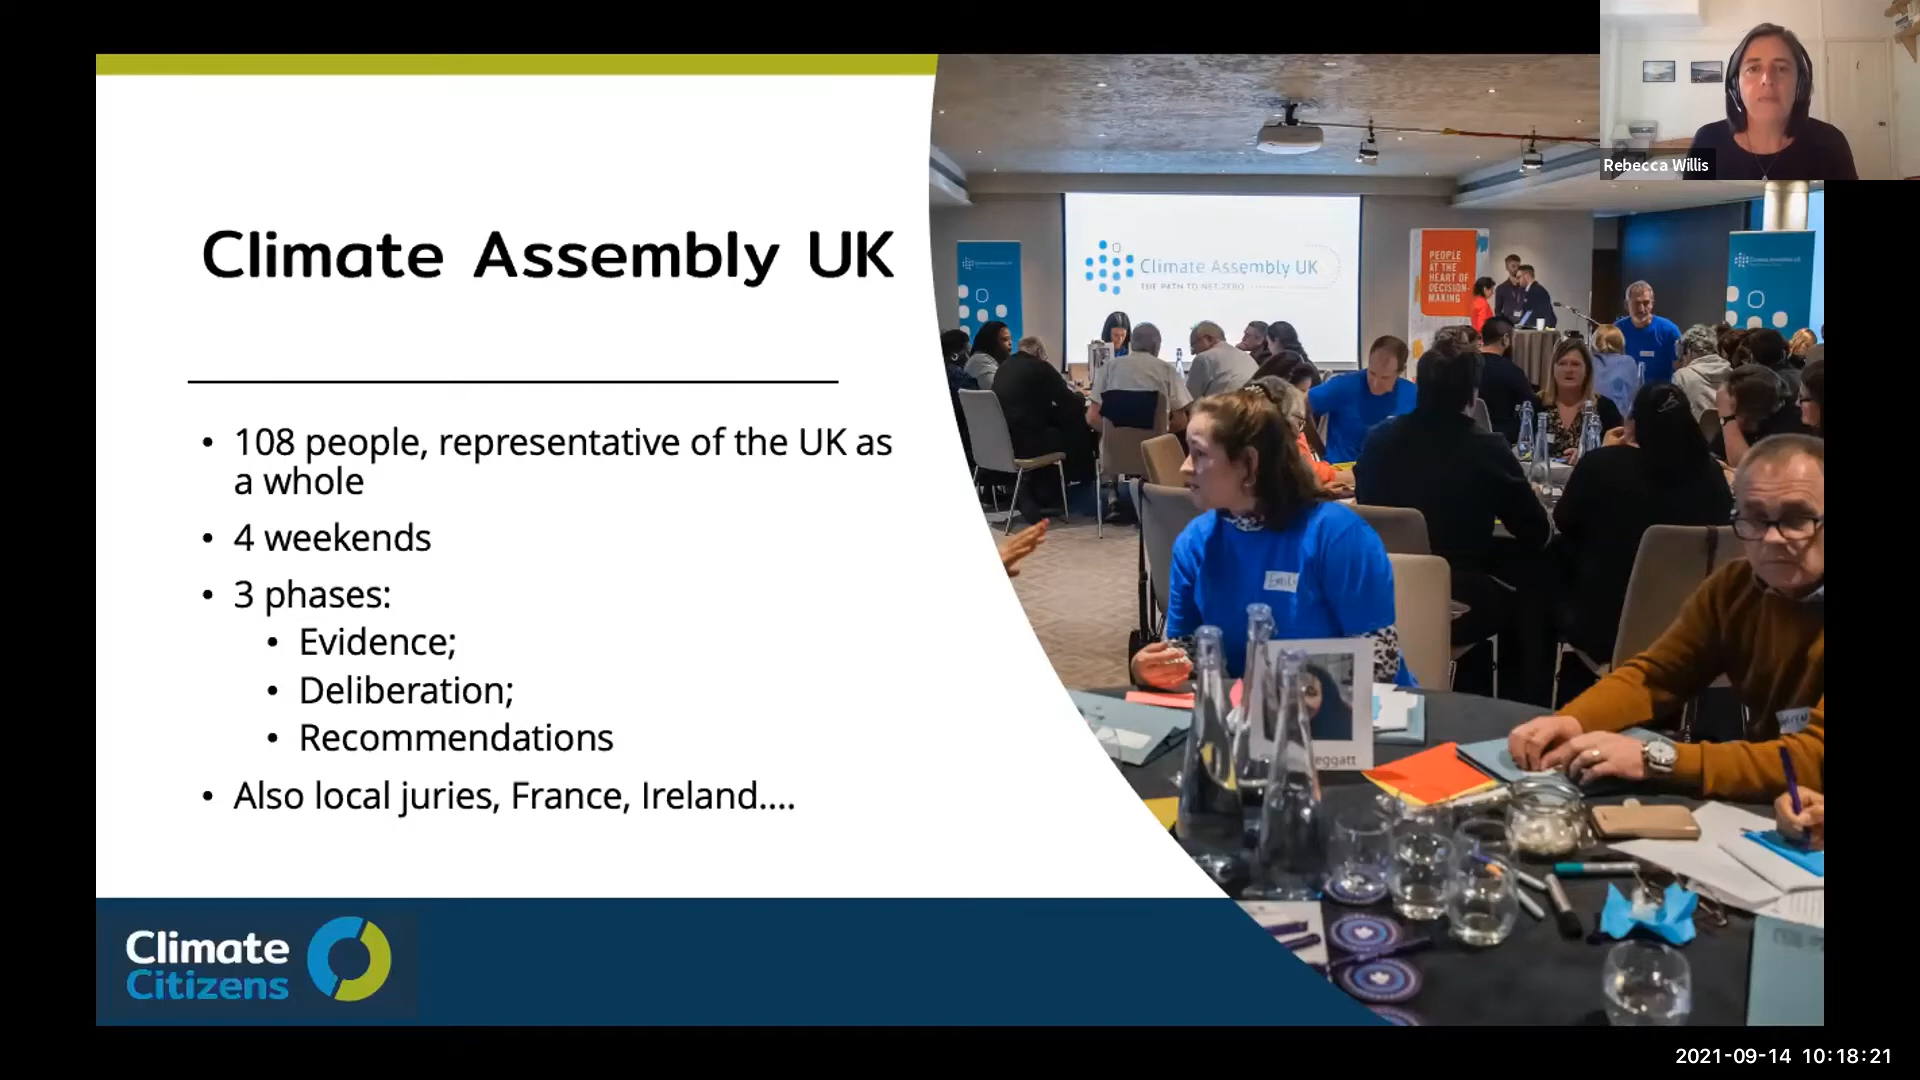 Rebecca Willis
Climate Assembly UK
• 108 people, representative of the UK as
a whole
• 4 weekends
• 3 phases:
• Evidence;
• Deliberation;
• Recommendations
• Also local juries, France, Ireland....
Climate Assembly UK
THE PATH TO NET ZERO
PEOPLE
AT THE
HEART OF
DECISION-
MAKING
eggatt
Climate
Citizens
2021-09-14 10:18:21